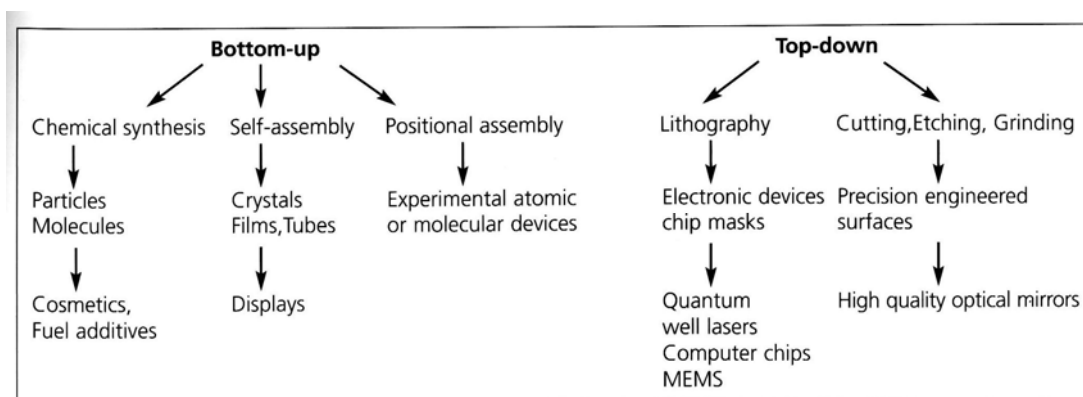 Bottom-up
Chemical synthesis
Particles
Molecules
Cosmetics,
Fuel additives
Self-assembly
Crystals
Films,Tubes
Displays
Positional assembly
Experimental atomic
or molecular devices
Top-down
Lithography
Electronic devices
chip masks
Quantum
well lasers
Computer chips
MEMS
Cutting,Etching, Grinding
Precision engineered
surfaces
High quality optical mirrors